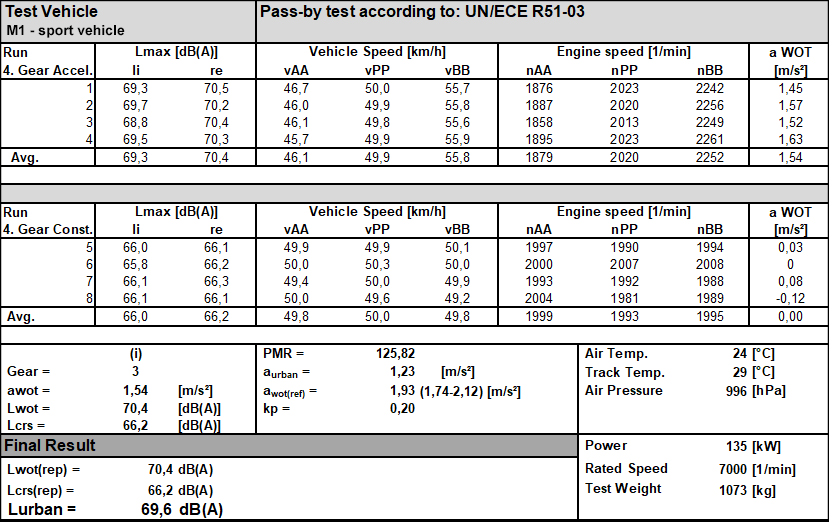 Test Vehicle Pass-by test according to: UN/ECE R51-03
M1 - sport vehicle
Run Lmax [dB(A)] Vehicle Speed [km/h] Engine speed [1/min] a WOT
4. Gear Accel. li re vAA vPP vBB nAA nPP nBB [m/s²]
1 69,3 70,5 46,7 50,0 55,7 1876 2023 2242 1,45
2 69,7 70,2 46,0 49,9 55,8 1887 2020 2256 1,57
3 68,8 70,4 46,1 49,8 55,6 1858 2013 2249 1,52
4 69,5 70,3 45,7 49,9 55,9 1895 2023 2261 1,63
Avg. 69,3 70,4 46,1 49,9 55,8 1879 2020 2252 1,54
Run Lmax [dB(A)] Vehicle Speed [km/h] Engine speed [1/min] a WOT
4. Gear Const. li re vAA vPP vBB nAA nPP nBB [m/s²]
5 66,0 66,1 49,9 49,9 50,1 1997 1990 1994 0,03
6 65,8 66,2 50,0 50,3 50,0 2000 2007 2008 0
7 66,1 66,3 49,4 50,0 49,9 1993 1992 1988 0,08
8 66,1 66,1 50,0 49,6 49,2 2004 1981 1989 -0,12
Avg. 66,0 66,2 49,8 50,0 49,8 1999 1993 1995 0,00
(i) PMR = 125,82 Air Temp. 24 [°C]
Gear = 3 aurban = 1,23 [m/s²] Track Temp. 29 [°C]
awot = 1,54 [m/s²] awot(ref) = 1,93 (1,74-2,12) [m/s²] Air Pressure 996 [hPa]
Lwot = 70,4 [dB(A)] kp = 0,20
Lcrs = 66,2 [dB(A)]
Final Result Power 135 [kW]
Lwot(rep) = 70,4 dB(A) Rated Speed 7000 [1/min]
Lcrs(rep) = 66,2 dB(A) Test Weight 1073 [kg]
Lurban = 69,6 dB(A)